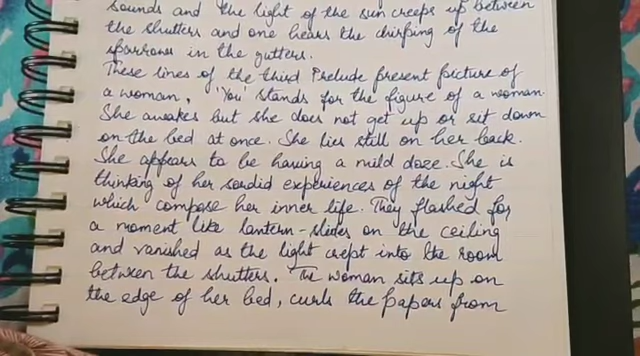 sounds and the light of the sun creeps up between
the shutters and one hears the chirping of the
sparrows in the gutters.
These lines of the third Prelude present picture of
a woman. 'You' stands for the figure of a woman.
She awakes but she does not get up or sit down
on the bed at once. She lies still on her back.
She appears to be having a mild doze. She is
thinking of her sordid experiences of the night
which compose her inner life. They flashed for
a moment like lantern-slides on the ceiling
and vanished as the light crept into the room
between the shutters. The woman sits up on
the edge of her bed, curls the papers from